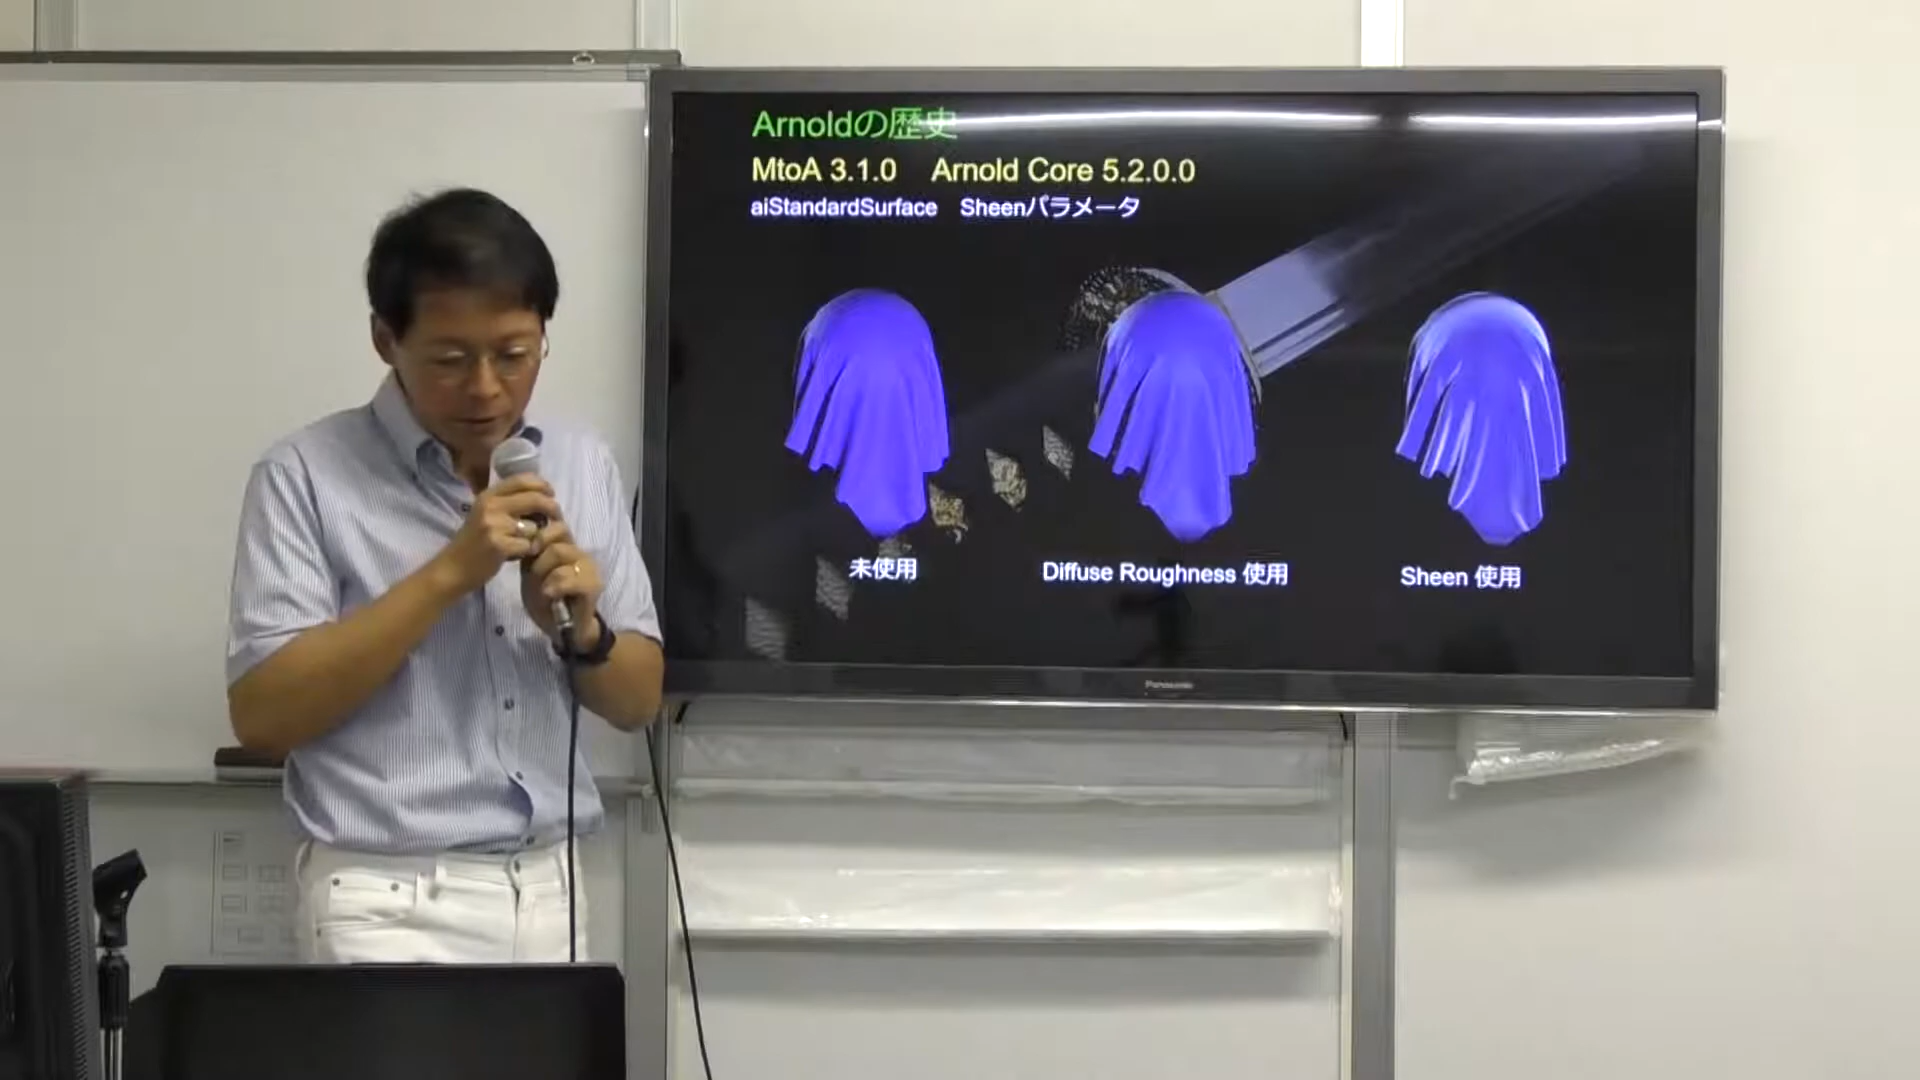 Arnoldの歴史
MtoA 3.1.0 Arnold Core 5.2.0.0
aiStandardSurface Sheenパラメータ
未使用
Diffuse Roughness 使用
Sheen 使用
Panasonic